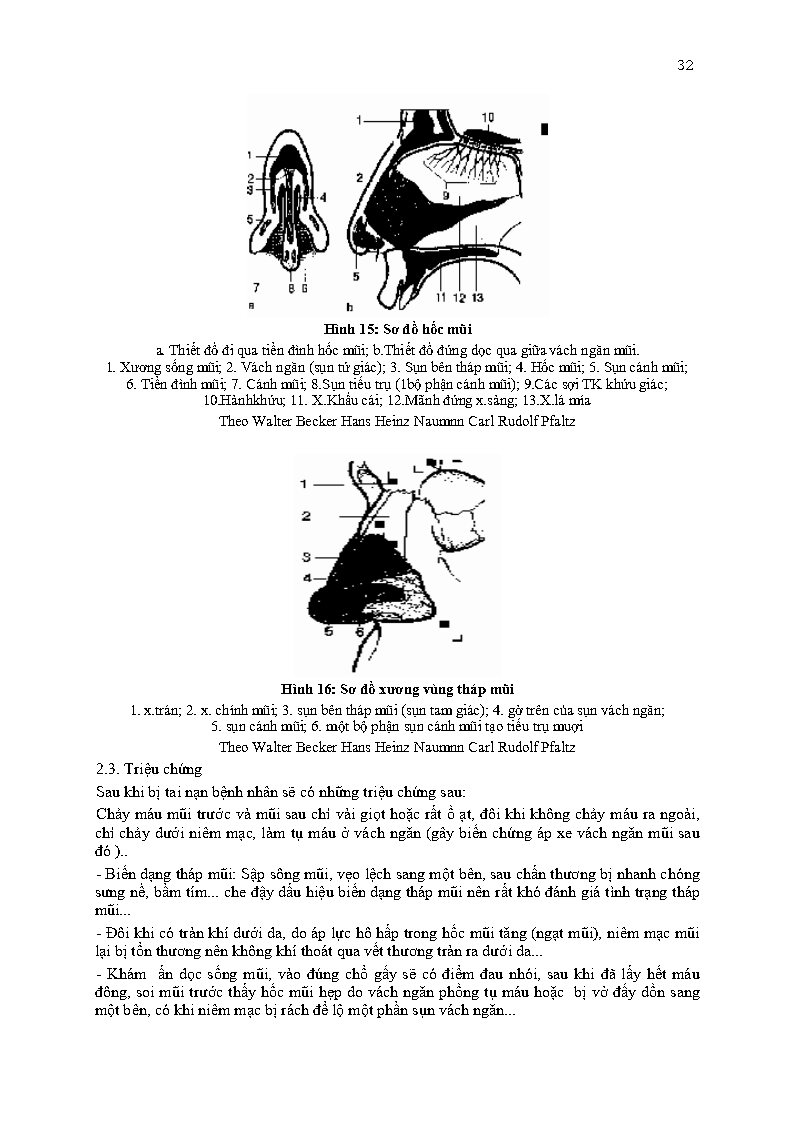 32
1
2
3
4
5
7
8
6
a
1
2
10
9
5
b
11 12 13
Hình 15: Sơ đồ hốc mũi
a. Thiết đồ đi qua tiền đình hốc mũi; b.Thiết đồ đứng dọc qua giữa vách ngăn mũi.
1. Xương sống mũi; 2. Vách ngăn (sụn tứ giác); 3. Sụn bên tháp mũi; 4. Hốc mũi; 5. Sụn cánh mũi;
6. Tiền đình mũi; 7. Cánh mũi; 8.Sụn tiểu trụ (1bộ phận cánh mũi); 9.Các sợi TK khứu giác;
10.Hànhkhứu; 11. X.Khẩu cái; 12.Mãnh đứng x.sàng; 13.X.lá mía
Theo Walter Becker Hans Heinz Naumnn Carl Rudolf Pfaltz
1
2
3
4
5 6
Hình 16: Sơ đồ xương vùng tháp mũi
1. x.trán; 2. x. chính mũi; 3. sụn bên tháp mũi (sụn tam giác); 4. gờ trên của sụn vách ngăn;
5. sụn cánh mũi; 6. một bộ phận sụn cánh mũi tạo tiểu trụ mượi
Theo Walter Becker Hans Heinz Naumnn Carl Rudolf Pfaltz
2.3. Triệu chứng
Sau khi bị tai nạn bệnh nhân sẽ có những triệu chứng sau:
Chảy máu mũi trước và mũi sau chỉ vài giọt hoặc rất ồ ạt, đôi khi không chảy máu ra ngoài,
chỉ chảy dưới niêm mạc, làm tụ máu ở vách ngăn (gây biến chứng áp xe vách ngăn mũi sau
đó )..
- Biến dạng tháp mũi: Sập sông mũi, vẹo lệch sang một bên, sau chấn thương bị nhanh chóng
sưng nề, bầm tím... che đậy dấu hiệu biến dạng tháp mũi nên rất khó đánh giá tình trạng tháp
mũi...
- Đôi khi có tràn khí dưới da, do áp lực hô hấp trong hốc mũi tăng (ngạt mũi), niêm mạc mũi
lại bị tổn thương nên không khí thoát qua vết thương tràn ra dưới da...
- Khám  ấn dọc sống mũi, vào đúng chổ gấy sẽ có điểm đau nhói, sau khi đã lấy hết máu
đông, soi mũi trước thấy hốc mũi hẹp do vách ngăn phồng tụ máu hoặc  bị vở đẩy dồn sang
một bên, có khi niêm mạc bị rách để lộ một phần sụn vách ngăn...